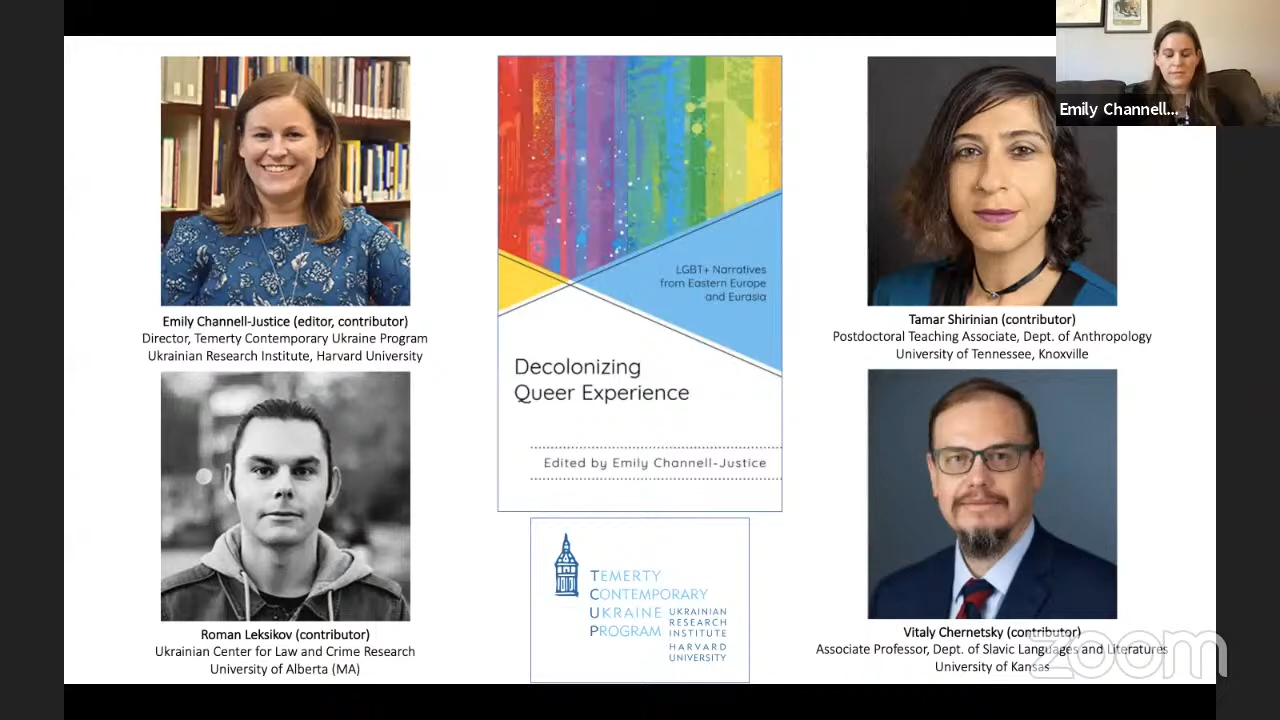 Emily Channell...
Emily Channell-Justice (editor, contributor)
Director, Temerty Contemporary Ukraine Program
Ukrainian Research Institute, Harvard University
Roman Leksikov (contributor)
Ukrainian Center for Law and Crime Research
University of Alberta (MA)
LGBT+ Narratives
from Eastern Europe
and Eurasia
Decolonizing
Queer Experience
Edited by Emily Channell-Justice
TEMERTY
CONTEMPORARY
UKRAINE
PROGRAM
UKRAINIAN
RESEARCH
INSTITUTE
HARVARD
UNIVERSITY
Tamar Shirinian (contributor)
Postdoctoral Teaching Associate, Dept. of Anthropology
University of Tennessee, Knoxville
Vitaly Chernetsky (contributor)
Associate Professor, Dept. of Slavic Languages and Literatures
University of Kansas
zoom